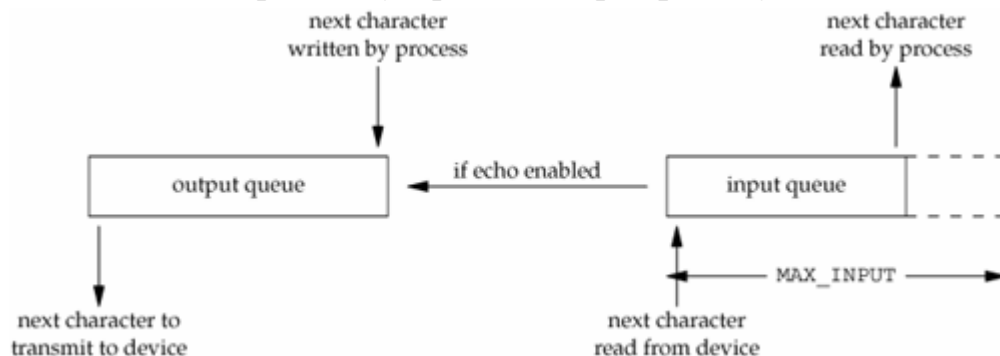 next character
written by process
next character
read by process
output queue
if echo enabled
input queue
MAX_INPUT
next character to
transmit to device
next character
read from device